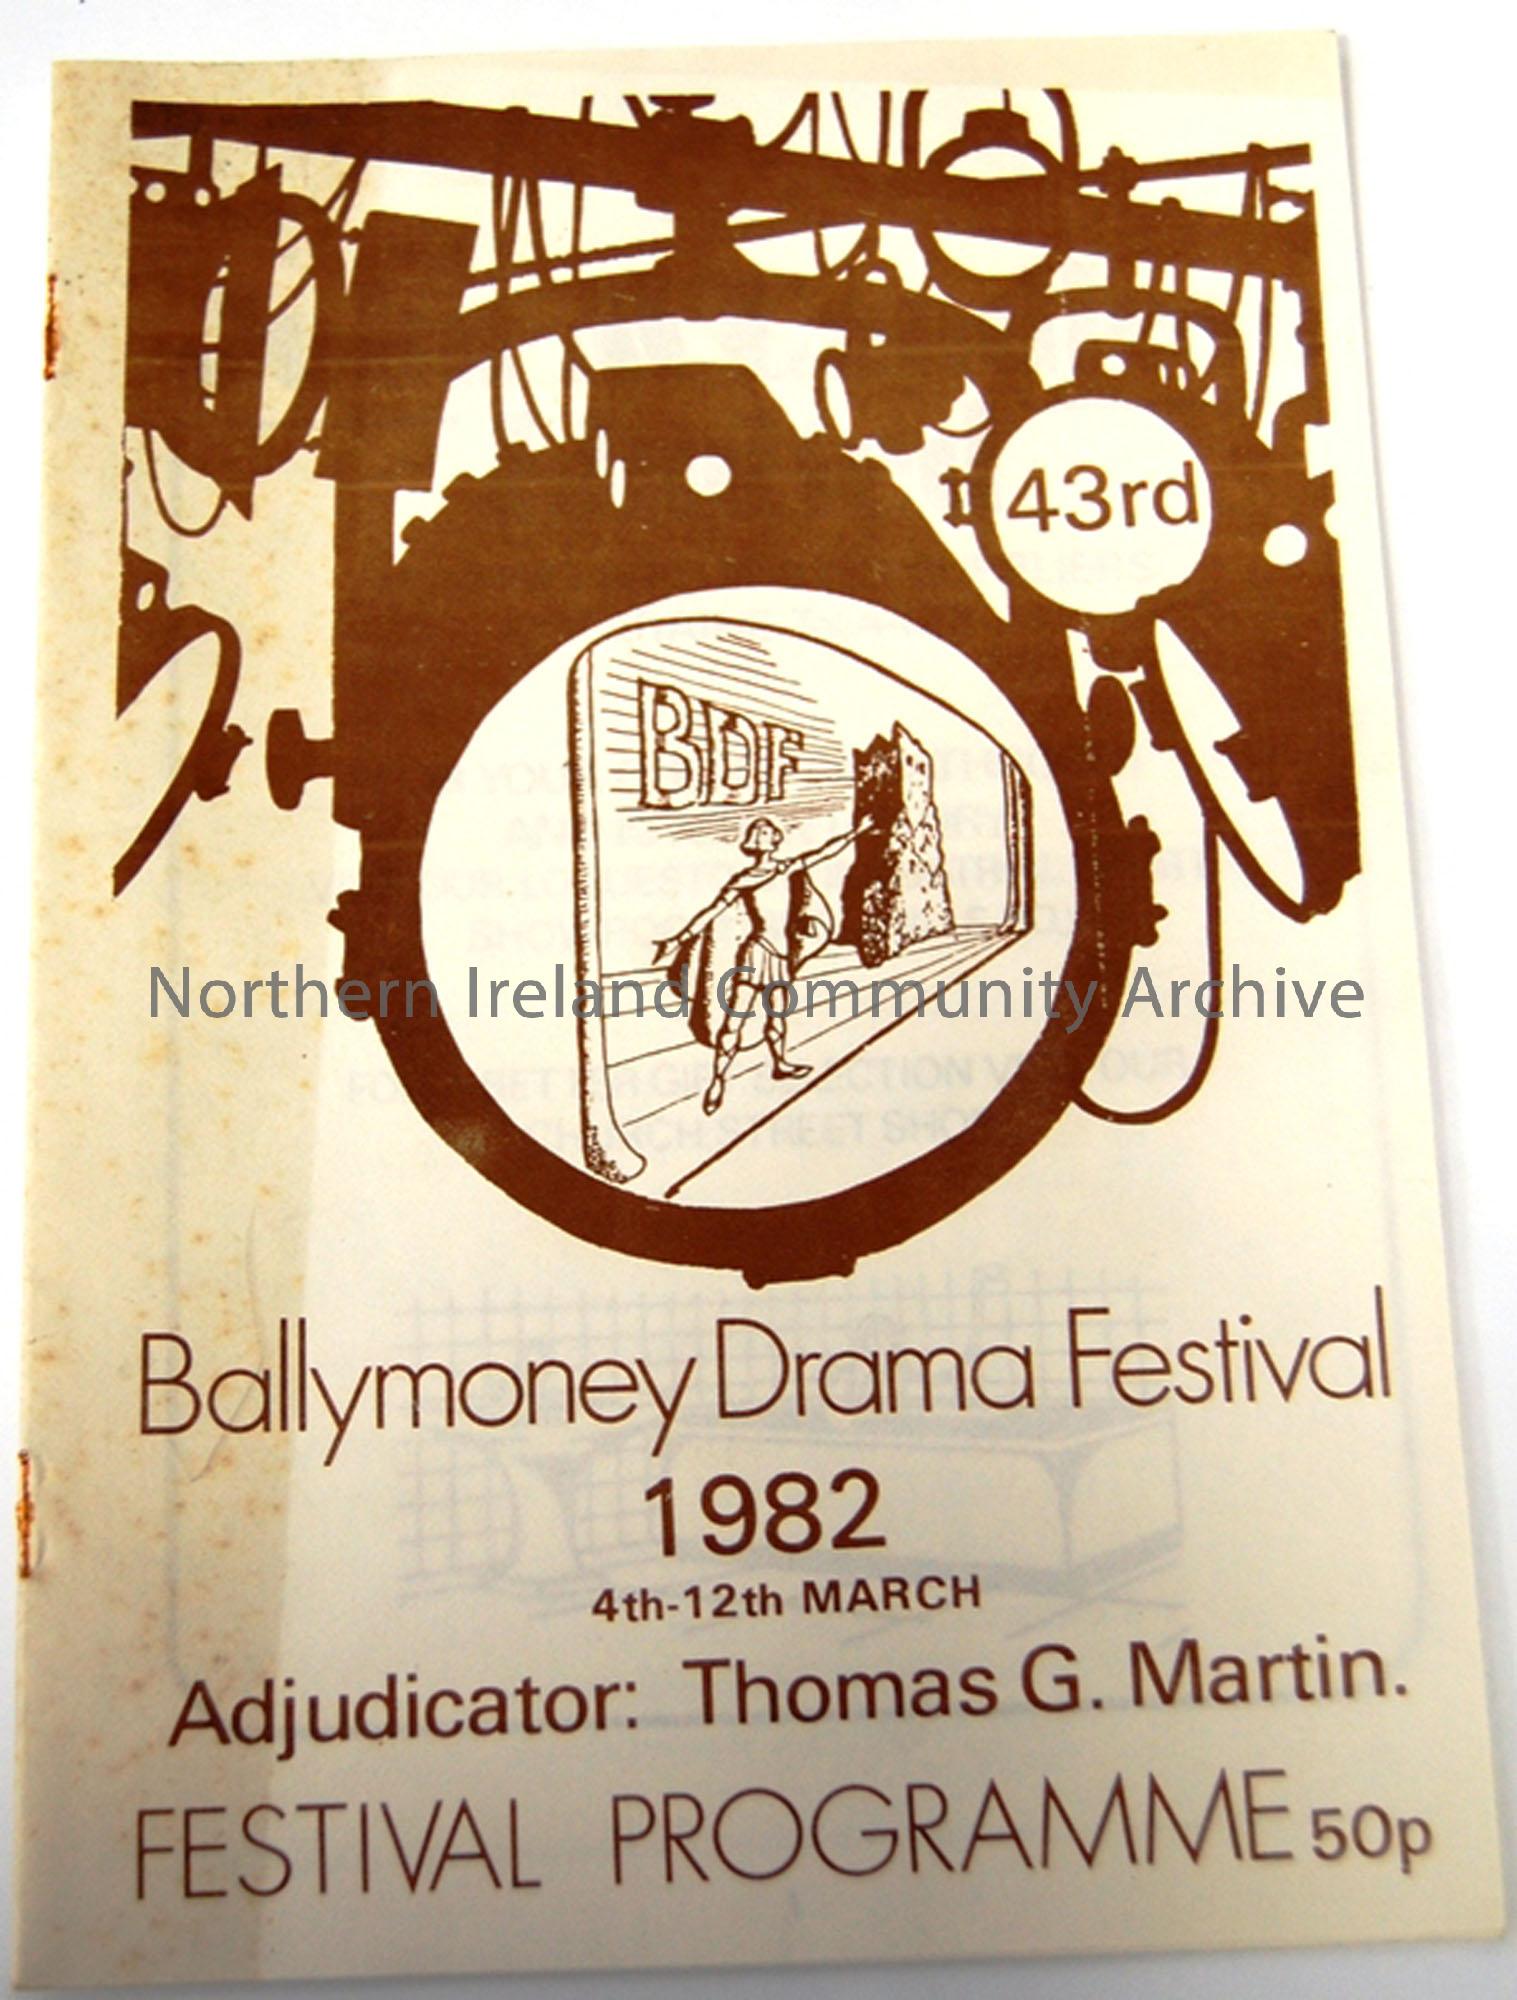 43rd
BDF
Northern Ireland Community Archive
Ballymoney Drama Festival
1982
4th-12th MARCH
Adjudicator: Thomas G. Martin.
FESTIVAL PROGRAMME 50p